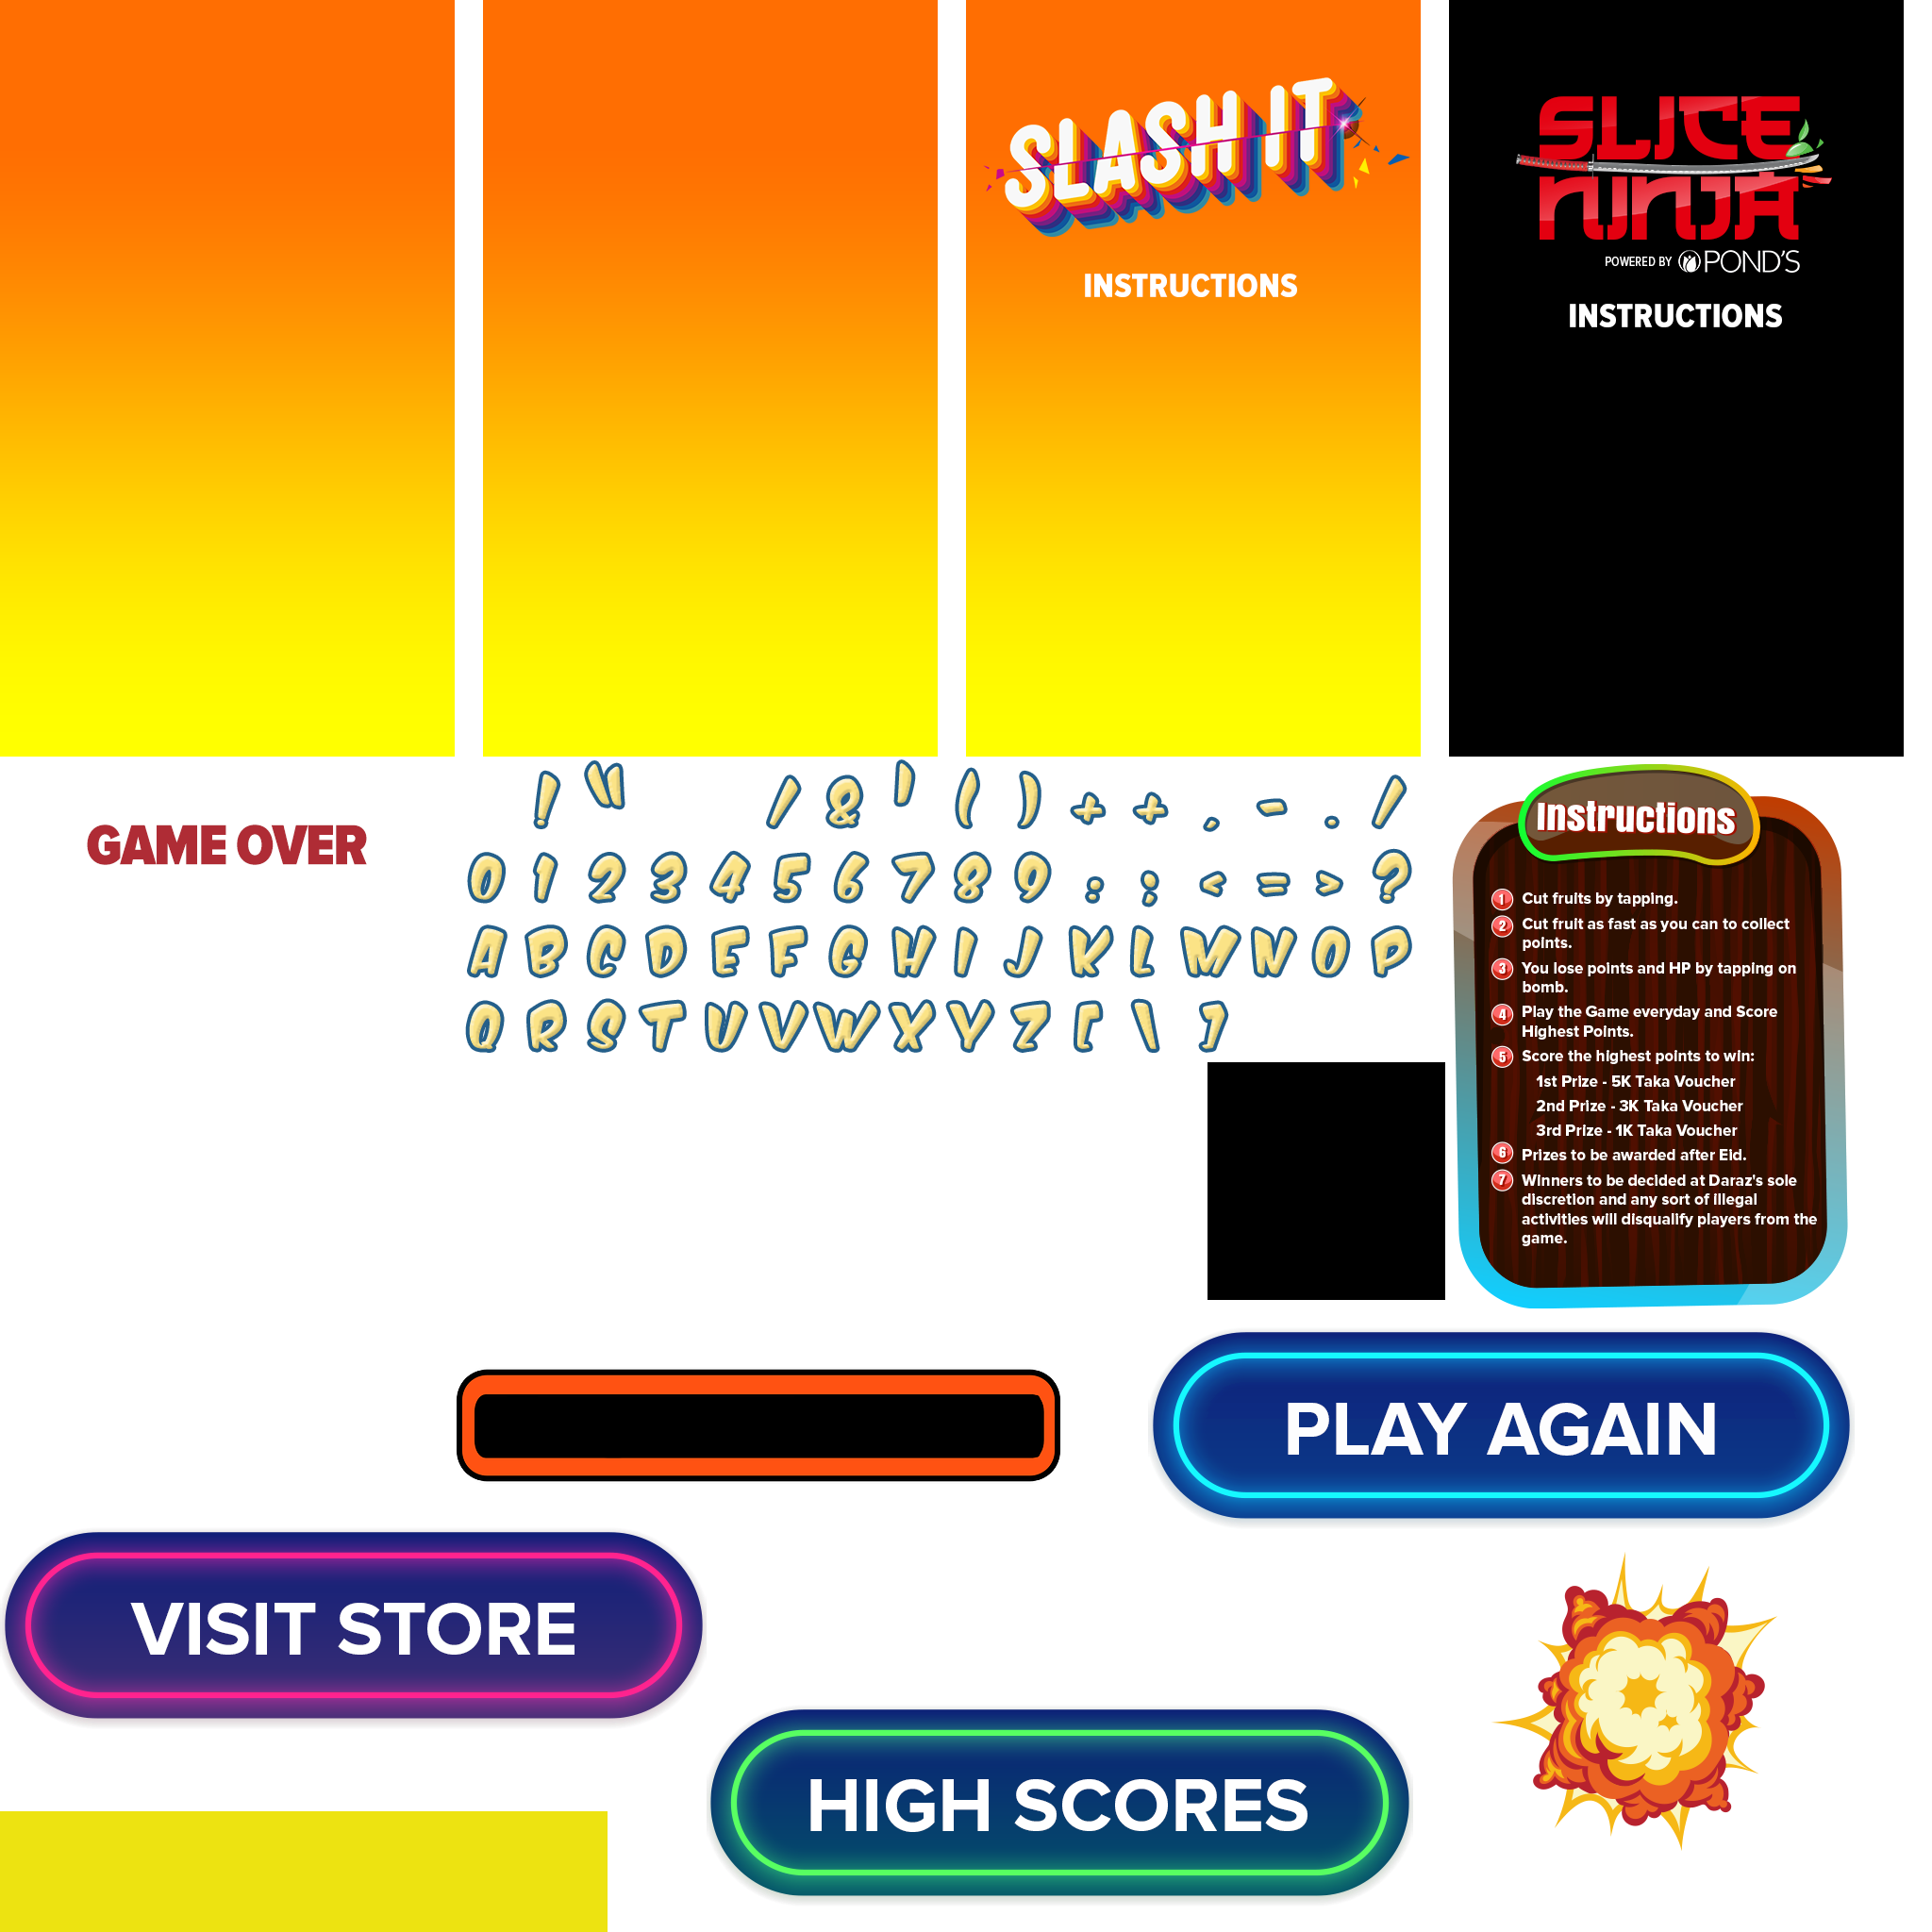 SLASH IT
INSTRUCTIONS
SLICE
NINJA
POWERED BY POND'S
INSTRUCTIONS
GAME OVER
! " / & ' ( ) + + , - . /
0 1 2 3 4 5 6 7 8 9 : ; < = > ?
A B C D E F G H I J K L M N O P
Q R S T U V W X Y Z [ \ ]
Instructions
1 Cut fruits by tapping.
2 Cut fruit as fast as you can to collect
points.
3 You lose points and HP by tapping on
bomb.
4 Play the Game everyday and Score
Highest Points.
5 Score the highest points to win:
1st Prize - 5K Taka Voucher
2nd Prize - 3K Taka Voucher
3rd Prize - 1K Taka Voucher
6 Prizes to be awarded after Eid.
7 Winners to be decided at Daraz's sole
discretion and any sort of illegal
activities will disqualify players from the
game.
PLAY AGAIN
VISIT STORE
HIGH SCORES